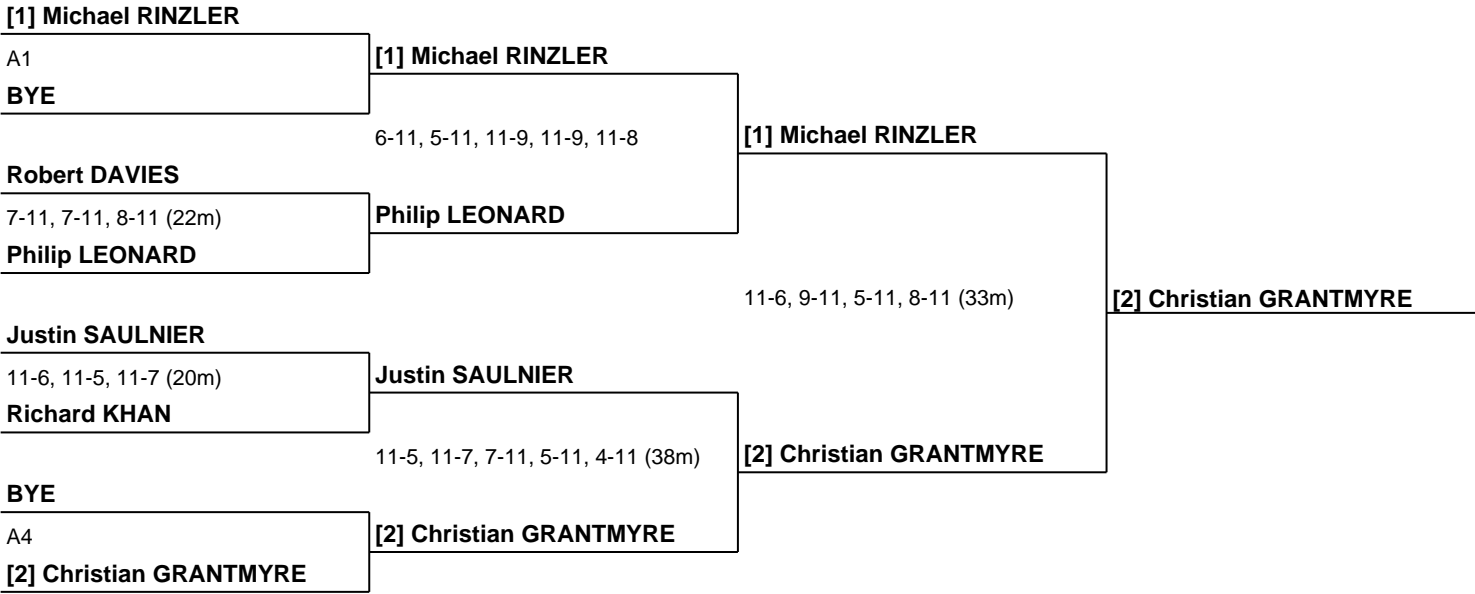 [1] Michael RINZLER
A1
BYE
[1] Michael RINZLER
6-11, 5-11, 11-9, 11-9, 11-8
[1] Michael RINZLER
Robert DAVIES
7-11, 7-11, 8-11 (22m)
Philip LEONARD
Philip LEONARD
11-6, 9-11, 5-11, 8-11 (33m)
[2] Christian GRANTMYRE
Justin SAULNIER
11-6, 11-5, 11-7 (20m)
Richard KHAN
Justin SAULNIER
11-5, 11-7, 7-11, 5-11, 4-11 (38m)
[2] Christian GRANTMYRE
BYE
A4
[2] Christian GRANTMYRE
[2] Christian GRANTMYRE